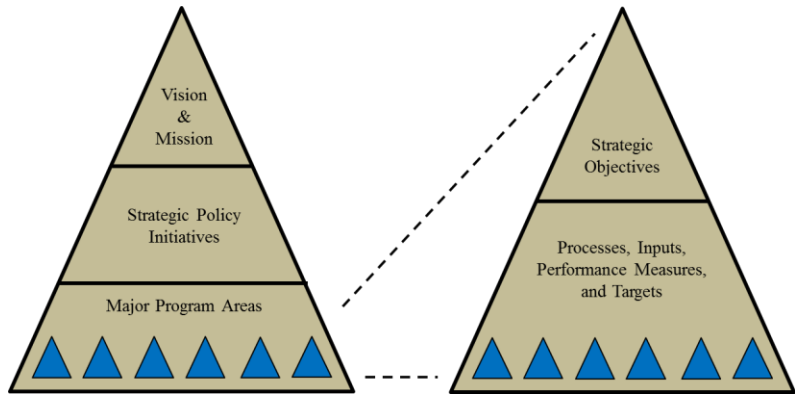 Vision
&
Mission
Strategic Policy
Initiatives
Major Program Areas
Strategic
Objectives
Processes, Inputs,
Performance Measures,
and Targets